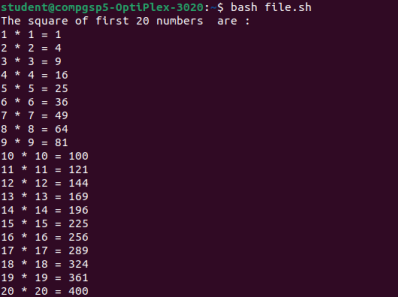 student@compgsp5-OptiPlex-3020:~$ bash file.sh
The square of first 20 numbers  are :
1 * 1 = 1
2 * 2 = 4
3 * 3 = 9
4 * 4 = 16
5 * 5 = 25
6 * 6 = 36
7 * 7 = 49
8 * 8 = 64
9 * 9 = 81
10 * 10 = 100
11 * 11 = 121
12 * 12 = 144
13 * 13 = 169
14 * 14 = 196
15 * 15 = 225
16 * 16 = 256
17 * 17 = 289
18 * 18 = 324
19 * 19 = 361
20 * 20 = 400